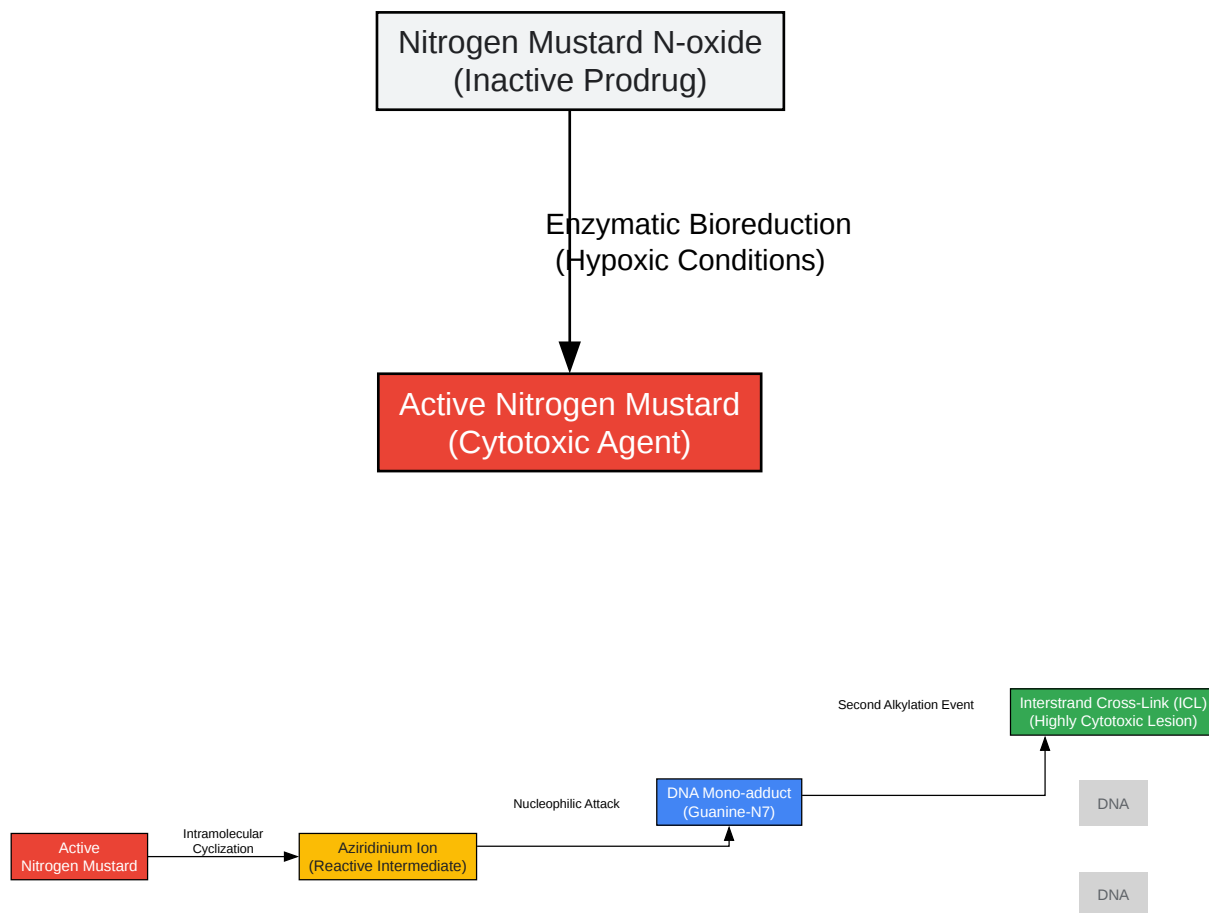 Nitrogen Mustard N-oxide
(Inactive Prodrug)
Enzymatic Bioreduction
(Hypoxic Conditions)
Active Nitrogen Mustard
(Cytotoxic Agent)
Second Alkylation Event
Interstrand Cross-Link (ICL)
(Highly Cytotoxic Lesion)
Nucleophilic Attack
DNA Mono-adduct
(Guanine-N7)
DNA
Active
Nitrogen Mustard
Intramolecular
Cyclization
Aziridinium Ion
(Reactive Intermediate)
DNA